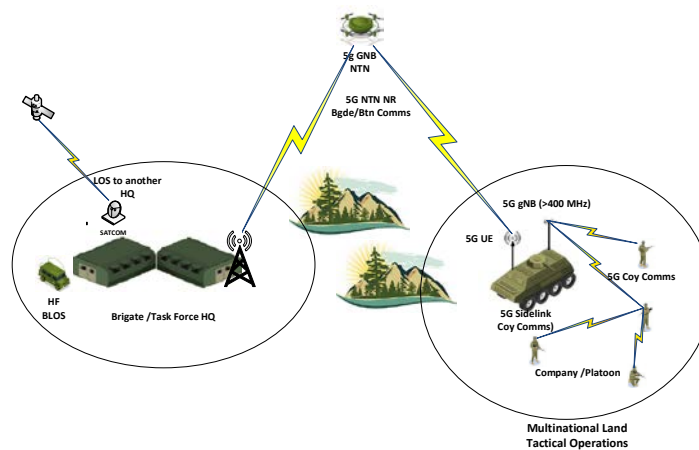 5g GNB
NTN
5G NTN NR
Bgde/Btn Comms
LOS to another
HQ
SATCOM
HF
BLOS
Brigate /Task Force HQ
5G gNB (>400 MHz)
5G UE
5G Coy Comms
5G Sidelink
Coy Comms)
Company /Platoon
Multinational Land
Tactical Operations